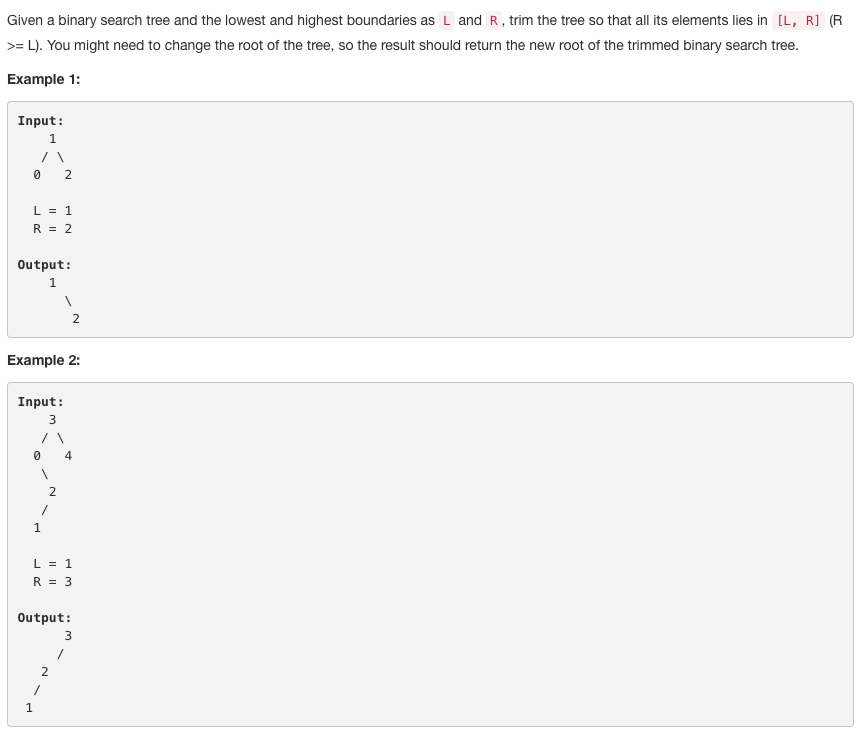 Given a binary search tree and the lowest and highest boundaries as L and R, trim the tree so that all its elements lies in [L, R] (R
>= L). You might need to change the root of the tree, so the result should return the new root of the trimmed binary search tree.
Example 1:
Input:
    1
   / \
  0   2

  L = 1
  R = 2

Output:
    1
      \
       2
Example 2:
Input:
    3
   / \
  0   4
   \
    2
   /
  1

  L = 1
  R = 3

Output:
      3
     /
   2
  /
 1